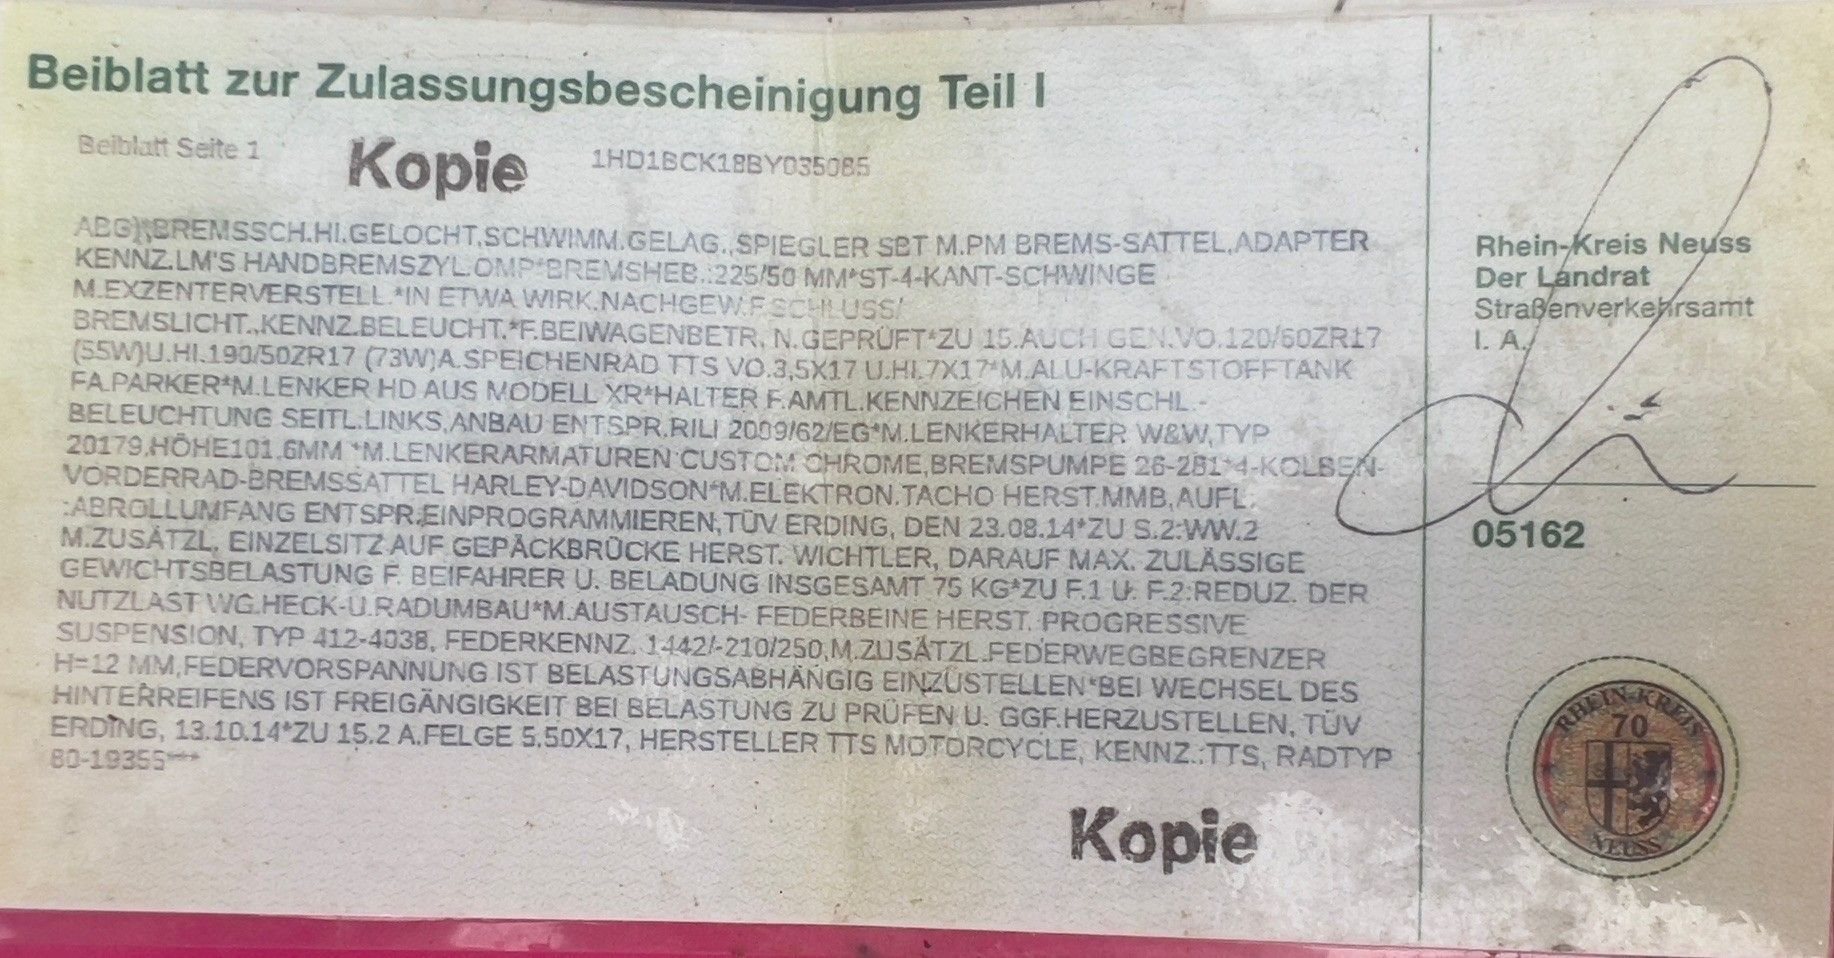 Beiblatt zur Zulassungsbescheinigung Teil I
Beiblatt Seite 1
Kopie
1HD1BCK18BY035085
ABG)*BREMSSCH.HI.GELOCHT,SCHWIMM.GELAG.,SPIEGLER SBT M.PM BREMS-SATTEL,ADAPTER
KENNZ.LM'S HANDBREMSZYL.OMP*BREMSHEB.:225/50 MM*ST-4-KANT-SCHWINGE
M.EXZENTERVERSTELL.*IN ETWA WIRK.NACHGEW.F.SCHLUSS/
BREMSLICHT.,KENNZ.BELEUCHT.*F.BEIWAGENBETR. N.GEPRÜFT*ZU 15.AUCH GEN.VO.120/60ZR17
(55W)U.HI.190/50ZR17 (73W)A.SPEICHENRAD TTS VO.3,5X17 U.HI.7X17*M.ALU-KRAFTSTOFFTANK
FA.PARKER*M.LENKER HD AUS MODELL XR*HALTER F.AMTL.KENNZEICHEN EINSCHL.-
BELEUCHTUNG SEITL.LINKS,ANBAU ENTSPR.RILI 2009/62/EG*M.LENKERHALTER W&W,TYP
20179,HÖHE101.6MM *M.LENKERARMATUREN CUSTOM CHROME,BREMSPUMPE 26-281*4-KOLBEN-
VORDERRAD-BREMSSATTEL HARLEY-DAVIDSON*M.ELEKTRON.TACHO HERST.MMB,AUFL.
:ABROLLUMFANG ENTSPR.EINPROGRAMMIEREN,TÜV ERDING, DEN 23.08.14*ZU S.2:WW.2
M.ZUSÄTZL. EINZELSITZ AUF GEPÄCKBRÜCKE HERST. WICHTLER, DARAUF MAX. ZULÄSSIGE
GEWICHTSBELASTUNG F. BEIFAHRER U. BELADUNG INSGESAMT 75 KG*ZU F.1 U. F.2:REDUZ. DER
NUTZLAST WG.HECK-U.RADUMBAU*M.AUSTAUSCH- FEDERBEINE HERST. PROGRESSIVE
SUSPENSION, TYP 412-4038, FEDERKENNZ. 1442/-210/250,M.ZUSÄTZL.FEDERWEGBEGRENZER
H=12 MM,FEDERVORSPANNUNG IST BELASTUNGSABHÄNGIG EINZUSTELLEN*BEI WECHSEL DES
HINTERREIFENS IST FREIGÄNGIGKEIT BEI BELASTUNG ZU PRÜFEN U. GGF.HERZUSTELLEN, TÜV
ERDING, 13.10.14*ZU 15.2 A.FELGE 5.50X17, HERSTELLER TTS MOTORCYCLE, KENNZ.:TTS, RADTYP
80-19355***
Kopie
Rhein-Kreis Neuss
Der Landrat
Straßenverkehrsamt
I. A.
05162
RHEIN-KREIS
70
NEUSS